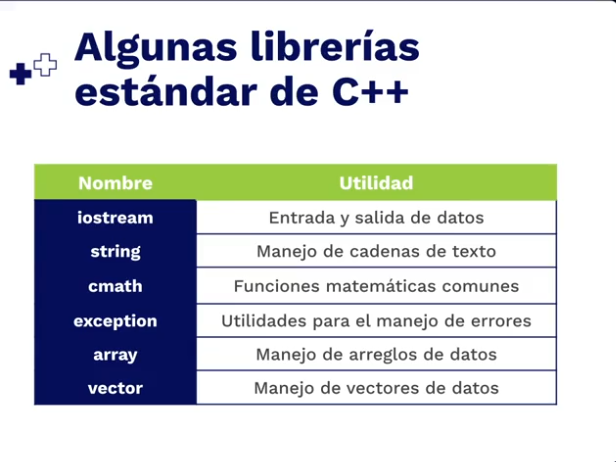 Algunas librerías
estándar de C++
Nombre Utilidad
iostream Entrada y salida de datos
string Manejo de cadenas de texto
cmath Funciones matemáticas comunes
exception Utilidades para el manejo de errores
array Manejo de arreglos de datos
vector Manejo de vectores de datos